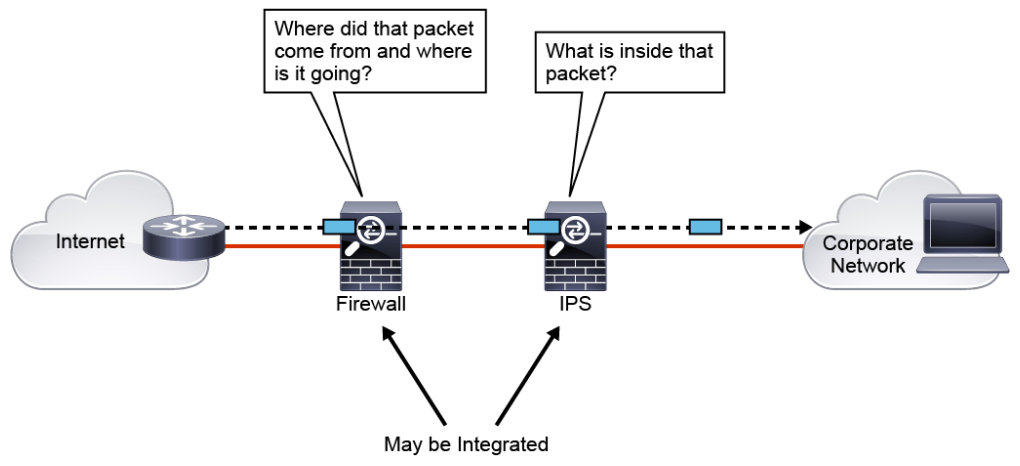 Where did that packet
come from and where
is it going?
What is inside that
packet?
Internet
Firewall
IPS
Corporate
Network
May be Integrated